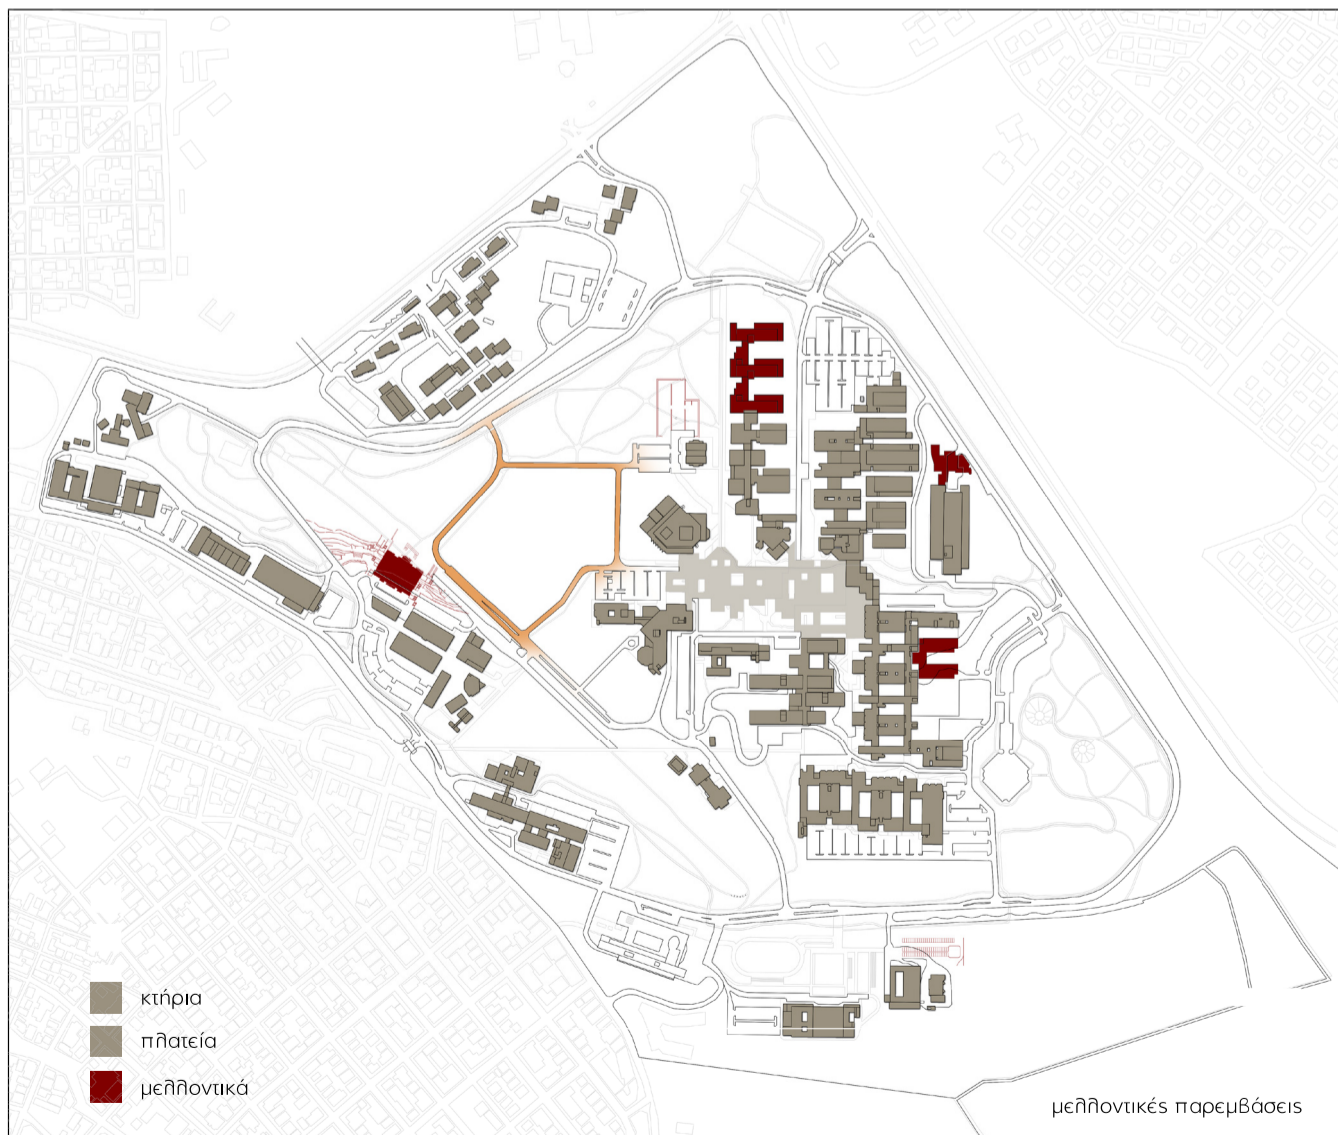 κτήρια
πλατεία
μελλοντικά
μελλοντικές παρεμβάσεις